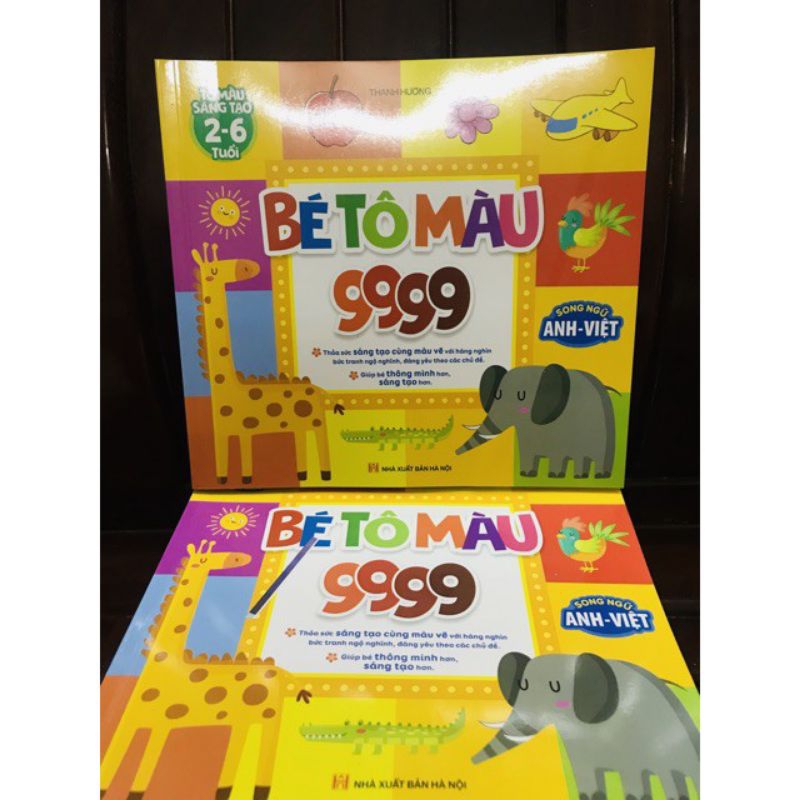 TÔ MÀU
SÁNG TẠO
2-6
TUỔI
THANH HƯƠNG
BÉ TÔ MÀU
9999
SONG NGỮ
ANH-VIỆT
Thỏa sức sáng tạo cùng màu vẽ với hàng nghìn
bức tranh ngộ nghĩnh, đáng yêu theo các chủ đề.
Giúp bé thông minh hơn,
sáng tạo hơn.
NHÀ XUẤT BẢN HÀ NỘI
BÉ TÔ MÀU
9999
SONG NGỮ
ANH-VIỆT
Thỏa sức sáng tạo cùng màu vẽ với hàng nghìn
bức tranh ngộ nghĩnh, đáng yêu theo các chủ đề.
Giúp bé thông minh hơn,
sáng tạo hơn.
NHÀ XUẤT BẢN HÀ NỘI